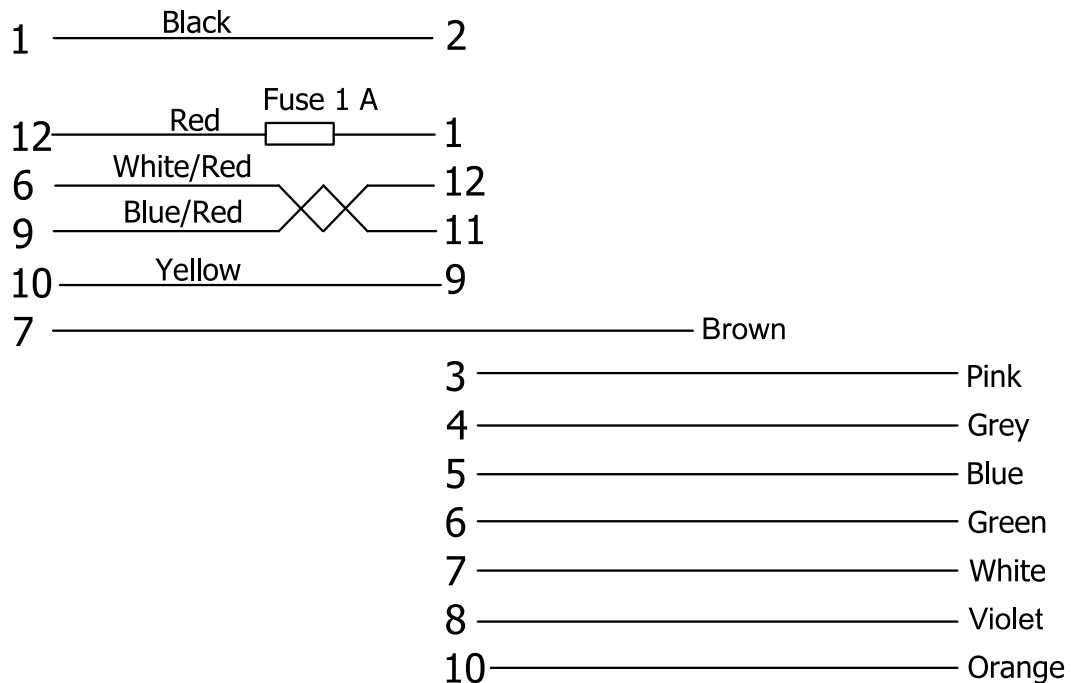 1 Black 2
Fuse 1 A
12 Red 1
6 White/Red 12
9 Blue/Red 11
10 Yellow 9
7 Brown
3 Pink
4 Grey
5 Blue
6 Green
7 White
8 Violet
10 Orange